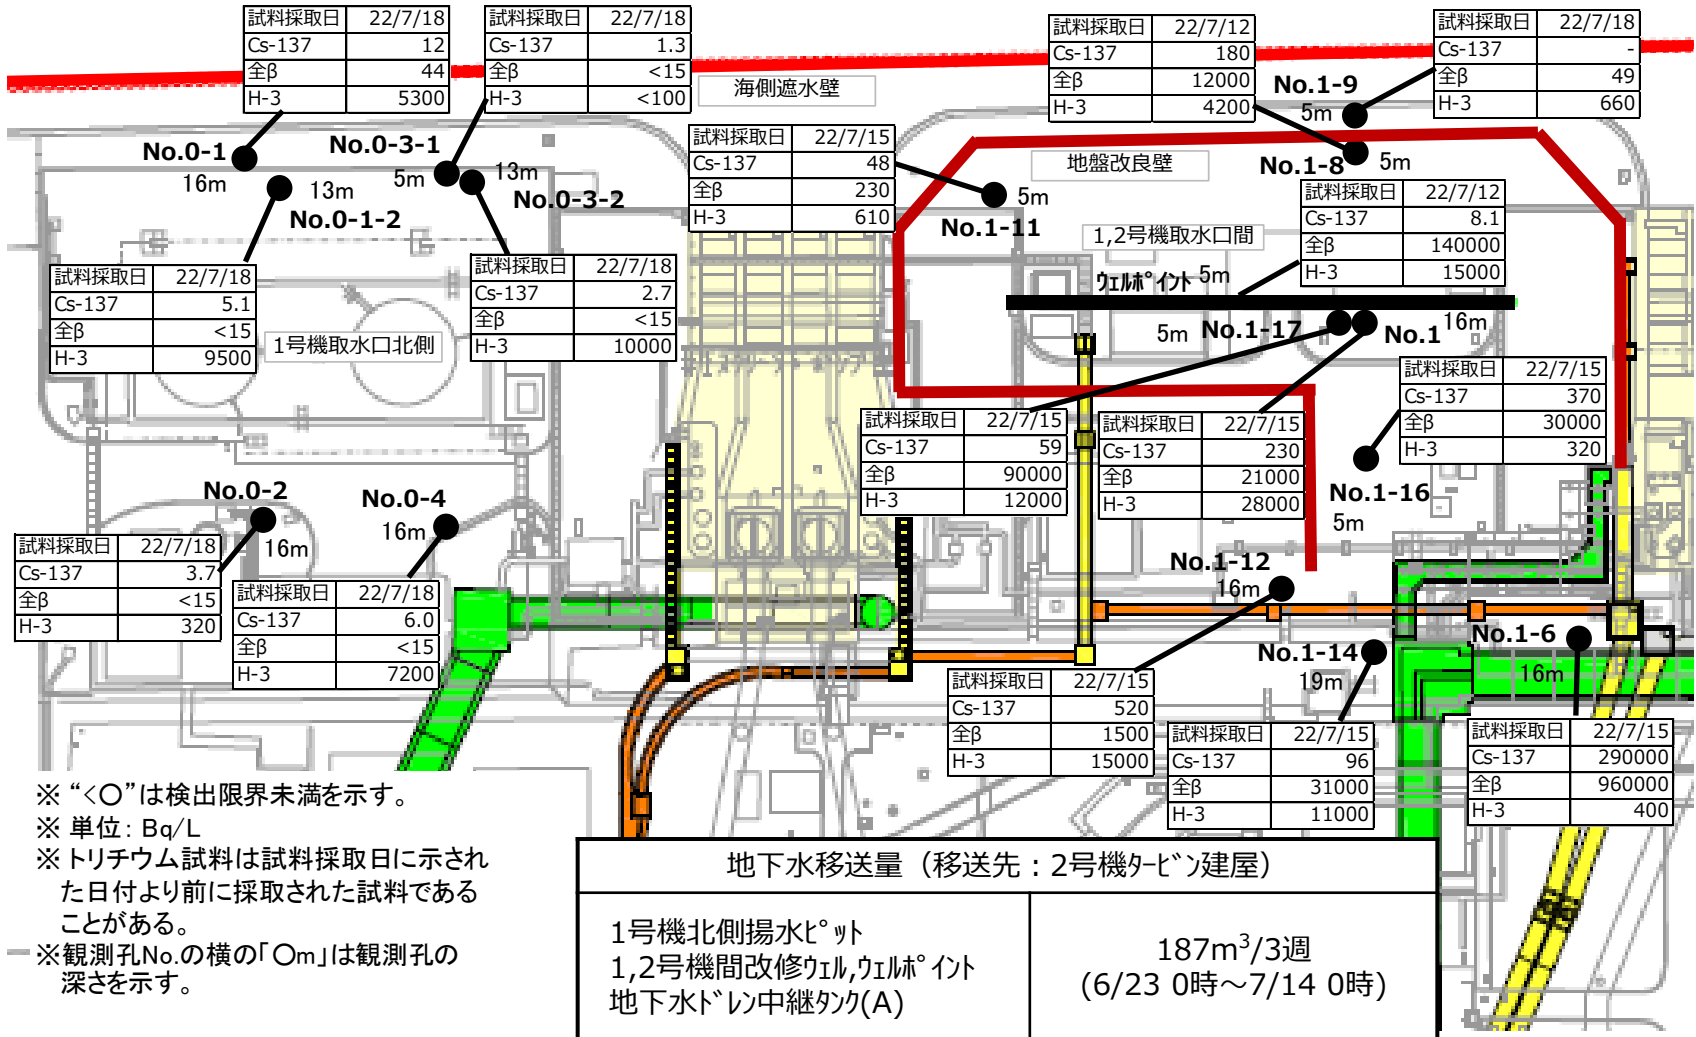 試料採取日 22/7/18
Cs-137 12
全β 44
H-3 5300
試料採取日 22/7/18
Cs-137 1.3
全β <15
H-3 <100
海側遮水壁
試料採取日 22/7/12
Cs-137 180
全β 12000
H-3 4200
試料採取日 22/7/18
Cs-137 -
全β 49
H-3 660
No.1-9
5m
No.0-1
16m
No.0-3-1
5m
13m
No.0-1-2
13m
No.0-3-2
試料採取日 22/7/15
Cs-137 48
全β 230
H-3 610
5m
No.1-11
地盤改良壁
No.1-8
5m
1,2号機取水口間
試料採取日 22/7/12
Cs-137 8.1
全β 140000
H-3 15000
試料採取日 22/7/18
Cs-137 5.1
全β <15
H-3 9500
1号機取水口北側
試料採取日 22/7/18
Cs-137 2.7
全β <15
H-3 10000
ウェルポイント 5m
5m
No.1-17
No.1
16m
試料採取日 22/7/15
Cs-137 59
全β 90000
H-3 12000
試料採取日 22/7/15
Cs-137 230
全β 21000
H-3 28000
試料採取日 22/7/15
Cs-137 370
全β 30000
H-3 320
No.1-16
5m
No.0-2
16m
No.0-4
16m
試料採取日 22/7/18
Cs-137 3.7
全β <15
H-3 320
試料採取日 22/7/18
Cs-137 6.0
全β <15
H-3 7200
No.1-12
16m
No.1-14
19m
No.1-6
16m
試料採取日 22/7/15
Cs-137 520
全β 1500
H-3 15000
試料採取日 22/7/15
Cs-137 96
全β 31000
H-3 11000
試料採取日 22/7/15
Cs-137 290000
全β 960000
H-3 400
※ “<〇”は検出限界未満を示す。
※ 単位: Bq/L
※ トリチウム試料は試料採取日に示され
た日付より前に採取された試料である
ことがある。
※観測孔No.の横の「〇m」は観測孔の
深さを示す。
地下水移送量（移送先：2号機ﾀｰﾋﾞﾝ建屋）
1号機北側揚水ﾋﾟｯﾄ
1,2号機間改修ｳｪﾙ,ｳｪﾙﾎﾟｲﾝﾄ
地下水ﾄﾞﾚﾝ中継ﾀﾝｸ(A)
187m³/3週
(6/23 0時～7/14 0時)